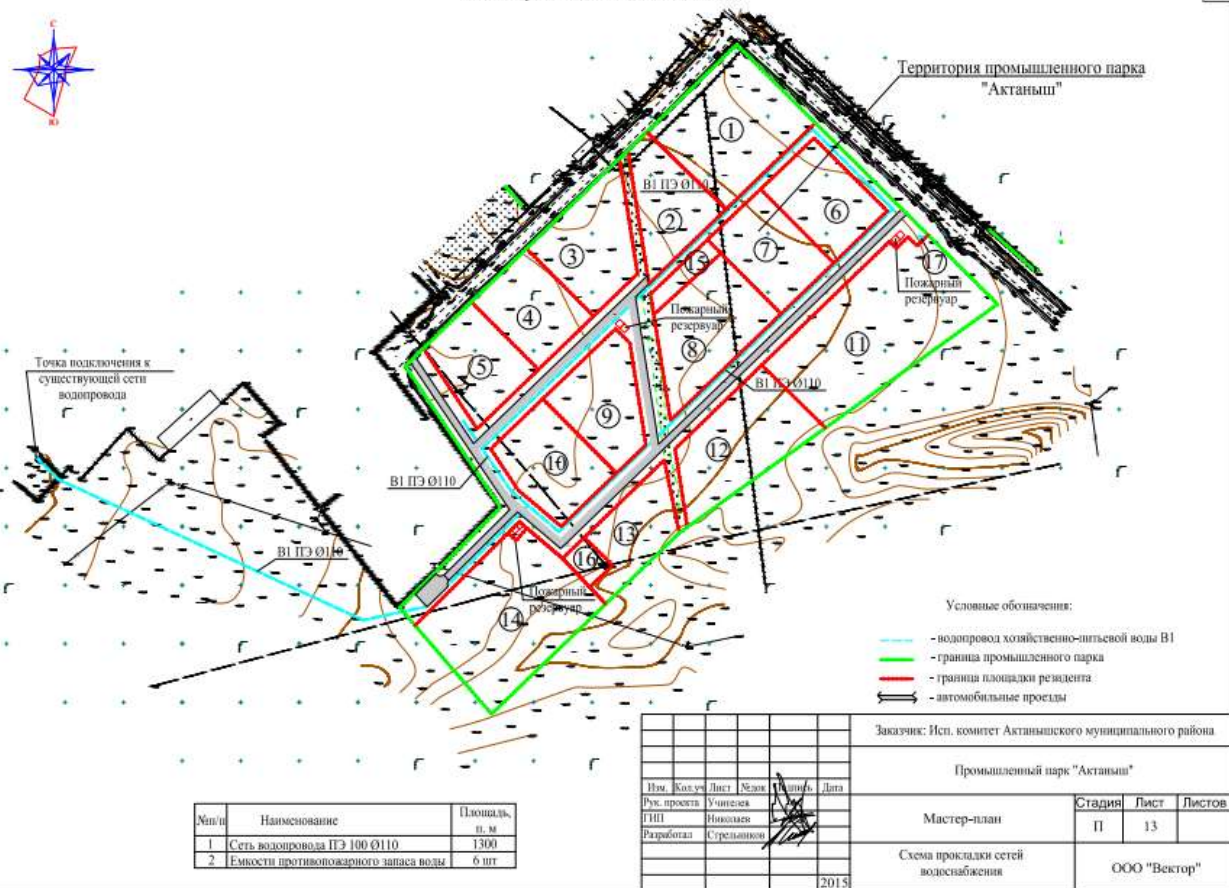 С
Ю
Территория промышленного парка
"Актаныш"
1
В1 ПЭ Ø110
2
6
3
7
15
17
Пожарный
резервуар
4
Пожарный
резервуар
8
11
5
Точка подключения к
существующей сети
водопровода
В1 ПЭ Ø110
9
12
10
В1 ПЭ Ø110
13
В1 ПЭ Ø110
16
Пожарный
резервуар
14
Условные обозначения:
- водопровод хозяйственно-питьевой воды В1
- граница промышленного парка
- граница площадки резидента
- автомобильные проезды
№п/п Наименование Площадь,
п. м
1 Сеть водопровода ПЭ 100 Ø110 1300
2 Емкости противопожарного запаса воды 6 шт
Заказчик: Исп. комитет Актанышского муниципального района
Промышленный парк "Актаныш"
Изм. Кол.уч Лист №док Подпись Дата
Рук. проекта Учителев
ГИП Николаев
Разработал Стрельников
Мастер-план
Стадия Лист Листов
П 13
Схема прокладки сетей
водоснабжения
ООО "Вектор"
2015